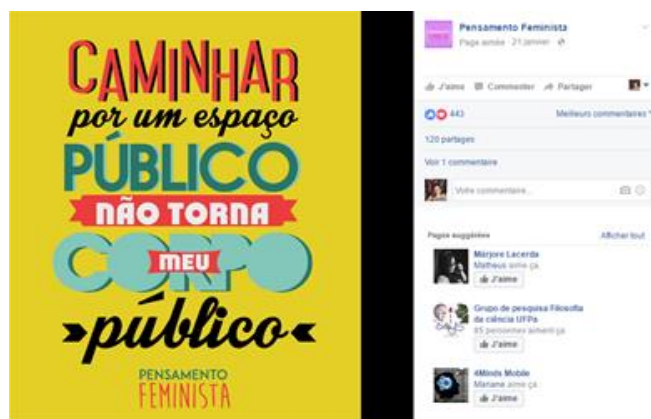 CAMINHAR
por um espaço
PÚBLICO
NÃO TORNA
MEU
CORPO
público
PENSAMENTO
FEMINISTA
Pensamento Feminista
Page aimée · 21 janvier
J'aime Commenter Partager
443 Meilleurs commentaires
120 partages
Voir 1 commentaire
Votre commentaire...
Pages suggérées Afficher tout
Márjore Lacerda
Matheus aime ça.
J'aime
Grupo de pesquisa Filosofia
da ciência UFPa
85 personnes aiment ça.
J'aime
4Minds Mobile
Mariane aime ça.
J'aime